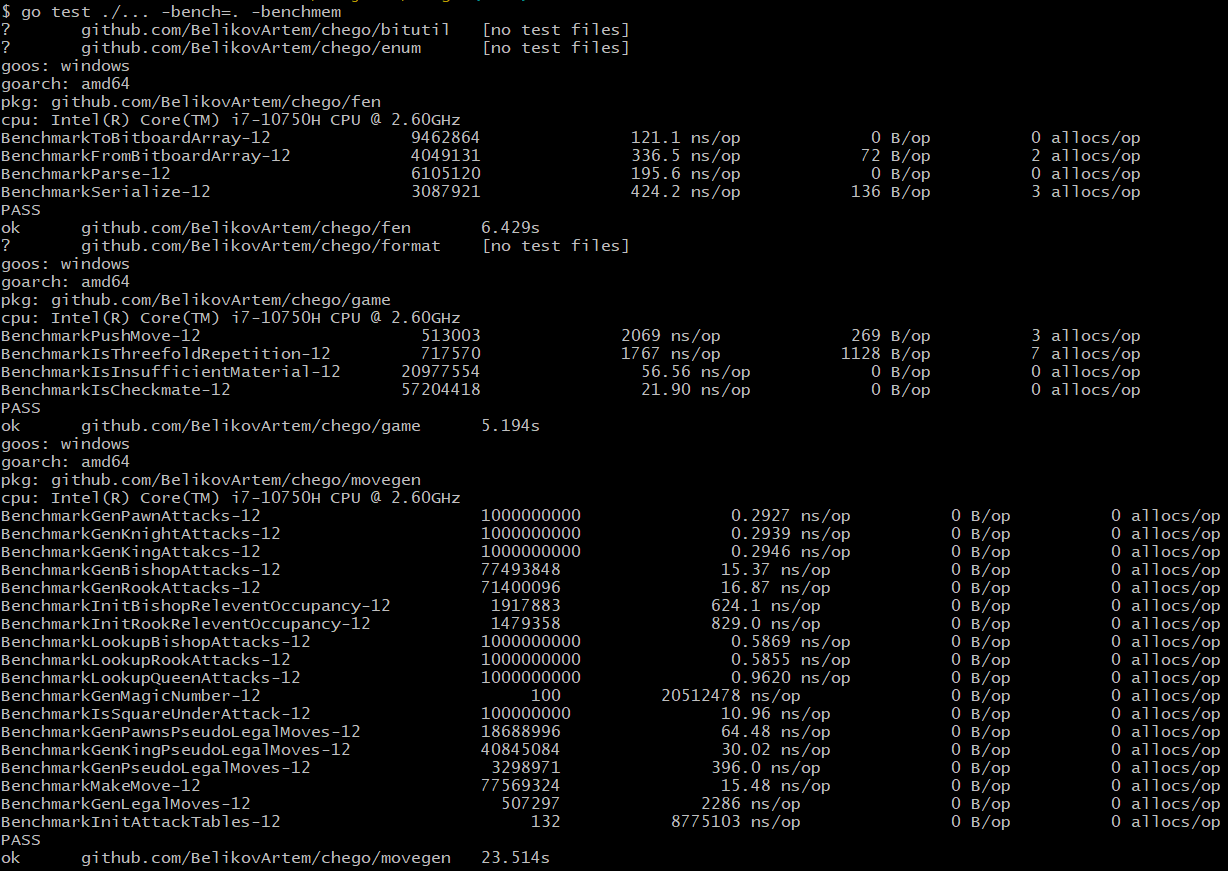 $ go test ./... -bench=. -benchmem
?       github.com/BelikovArtem/chego/bitutil   [no test files]
?       github.com/BelikovArtem/chego/enum      [no test files]
goos: windows
goarch: amd64
pkg: github.com/BelikovArtem/chego/fen
cpu: Intel(R) Core(TM) i7-10750H CPU @ 2.60GHz
BenchmarkToBitboardArray-12              9462864               121.1 ns/op             0 B/op          0 allocs/op
BenchmarkFromBitboardArray-12            4049131               336.5 ns/op            72 B/op          2 allocs/op
BenchmarkParse-12                        6105120               195.6 ns/op             0 B/op          0 allocs/op
BenchmarkSerialize-12                    3087921               424.2 ns/op           136 B/op          3 allocs/op
PASS
ok      github.com/BelikovArtem/chego/fen       6.429s
?       github.com/BelikovArtem/chego/format    [no test files]
goos: windows
goarch: amd64
pkg: github.com/BelikovArtem/chego/game
cpu: Intel(R) Core(TM) i7-10750H CPU @ 2.60GHz
BenchmarkPushMove-12                      513003              2069 ns/op             269 B/op          3 allocs/op
BenchmarkIsThreefoldRepetition-12         717570              1767 ns/op            1128 B/op          7 allocs/op
BenchmarkIsInsufficientMaterial-12      20977554                56.56 ns/op            0 B/op          0 allocs/op
BenchmarkIsCheckmate-12                 57204418                21.90 ns/op            0 B/op          0 allocs/op
PASS
ok      github.com/BelikovArtem/chego/game      5.194s
goos: windows
goarch: amd64
pkg: github.com/BelikovArtem/chego/movegen
cpu: Intel(R) Core(TM) i7-10750H CPU @ 2.60GHz
BenchmarkGenPawnAttacks-12                      1000000000               0.2927 ns/op          0 B/op          0 allocs/op
BenchmarkGenKnightAttacks-12                    1000000000               0.2939 ns/op          0 B/op          0 allocs/op
BenchmarkGenKingAttakcs-12                      1000000000               0.2946 ns/op          0 B/op          0 allocs/op
BenchmarkGenBishopAttacks-12                    77493848                15.37 ns/op            0 B/op          0 allocs/op
BenchmarkGenRookAttacks-12                      71400096                16.87 ns/op            0 B/op          0 allocs/op
BenchmarkInitBishopReleventOccupancy-12          1917883               624.1 ns/op             0 B/op          0 allocs/op
BenchmarkInitRookReleventOccupancy-12            1479358               829.0 ns/op             0 B/op          0 allocs/op
BenchmarkLookupBishopAttacks-12                 1000000000               0.5869 ns/op          0 B/op          0 allocs/op
BenchmarkLookupRookAttacks-12                   1000000000               0.5855 ns/op          0 B/op          0 allocs/op
BenchmarkLookupQueenAttacks-12                  1000000000               0.9620 ns/op          0 B/op          0 allocs/op
BenchmarkGenMagicNumber-12                           100          20512478 ns/op               0 B/op          0 allocs/op
BenchmarkIsSquareUnderAttack-12                 100000000               10.96 ns/op            0 B/op          0 allocs/op
BenchmarkGenPawnsPseudoLegalMoves-12            18688996                64.48 ns/op            0 B/op          0 allocs/op
BenchmarkGenKingPseudoLegalMoves-12             40845084                30.02 ns/op            0 B/op          0 allocs/op
BenchmarkGenPseudoLegalMoves-12                  3298971               396.0 ns/op             0 B/op          0 allocs/op
BenchmarkMakeMove-12                            77569324                15.48 ns/op            0 B/op          0 allocs/op
BenchmarkGenLegalMoves-12                         507297              2286 ns/op               0 B/op          0 allocs/op
BenchmarkInitAttackTables-12                         132           8775103 ns/op               0 B/op          0 allocs/op
PASS
ok      github.com/BelikovArtem/chego/movegen   23.514s